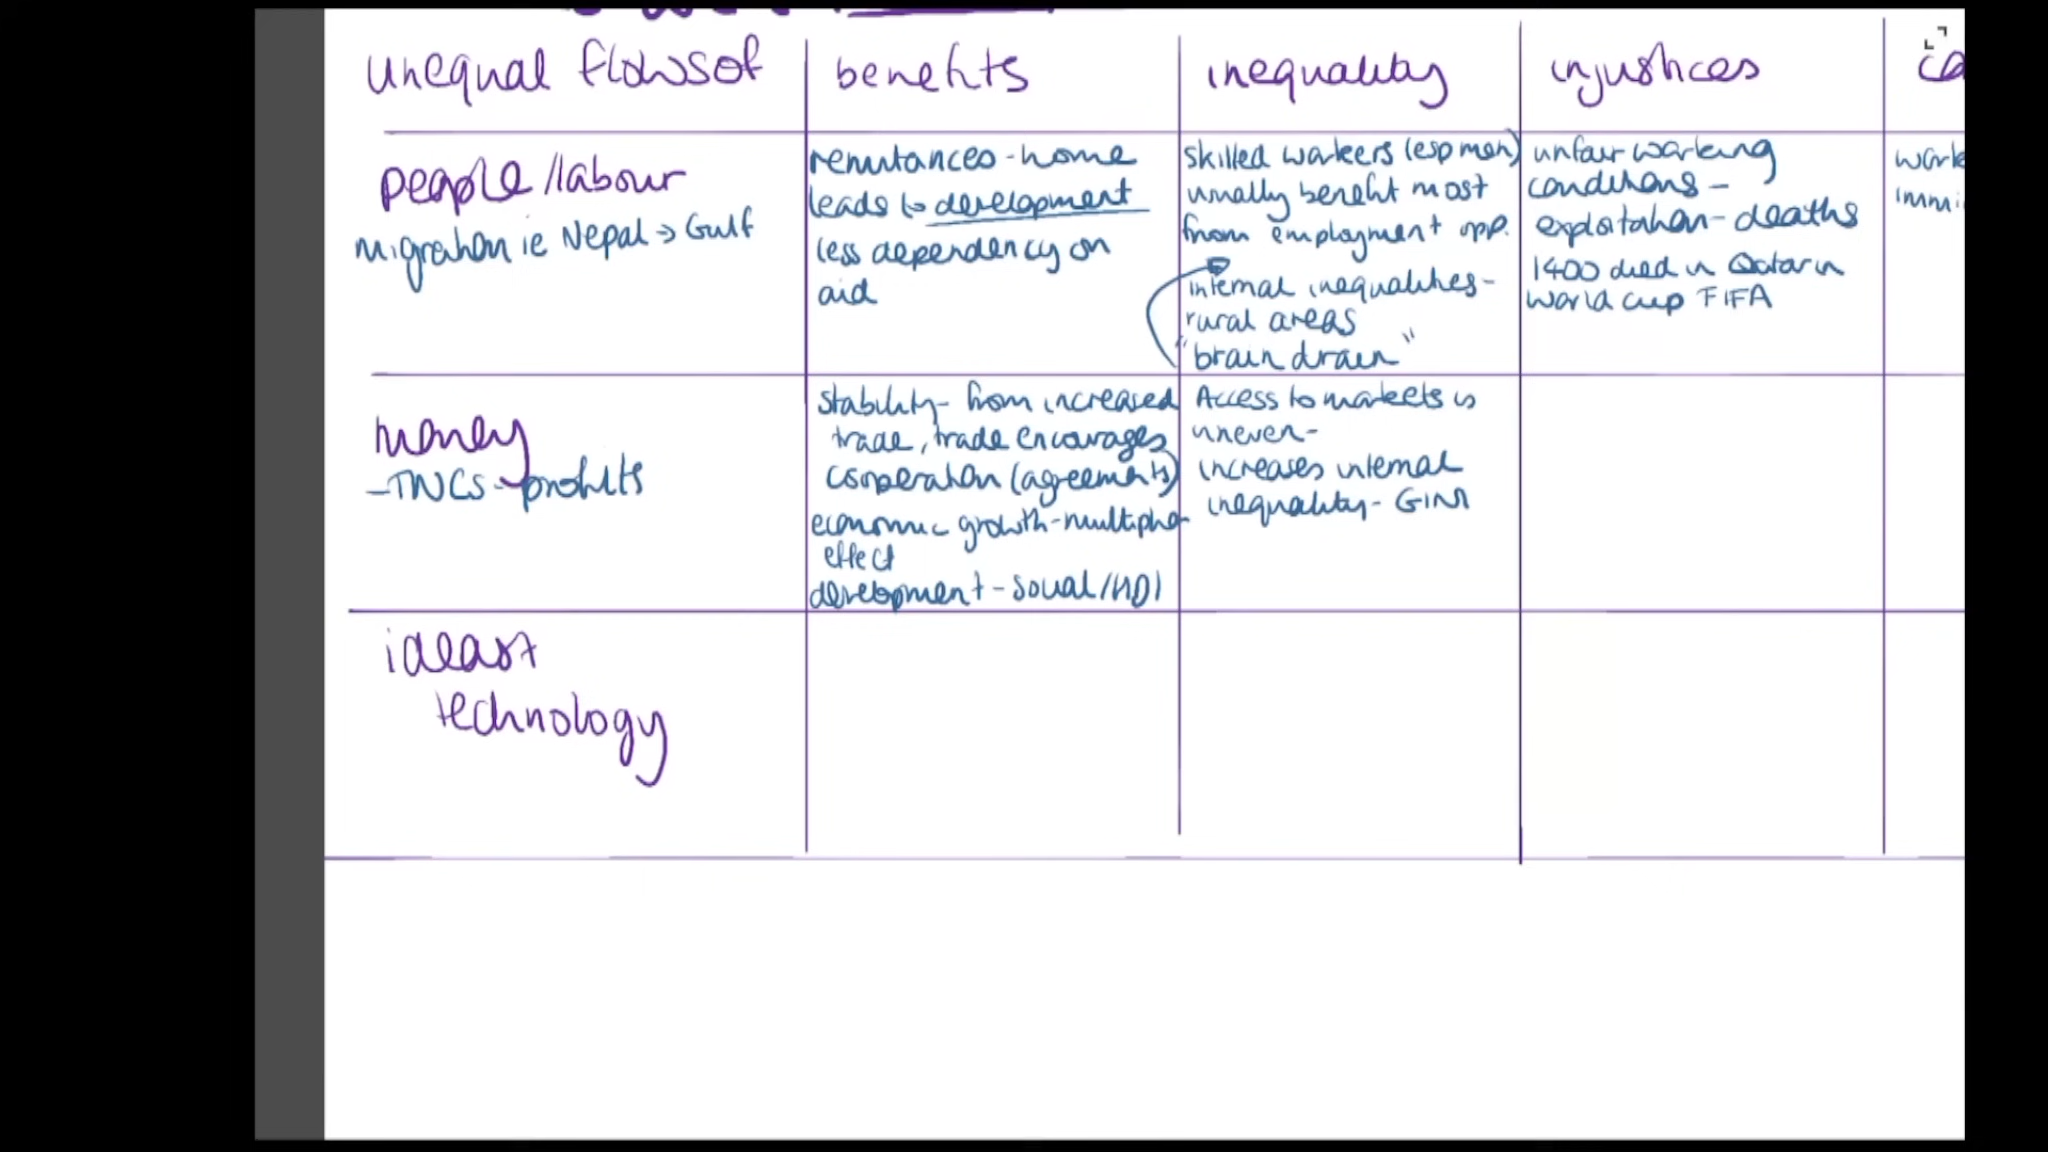 unequal flows of
benefits
inequality
injustices
people/labour
migration ie Nepal → Gulf
remittances - home
leads to development
less dependency on
aid
skilled workers (esp men)
usually benefit most
from employment opp.
internal inequalities -
rural areas
"brain drain"
unfair working
conditions -
exploitation - deaths
1400 died in Qatar in
World cup FIFA
money
- TNCs - profits
stability - from increased
trade, trade encourages
cooperation (agreements)
economic growth - multiplier
effect
development - social/HDI
Access to markets is
uneven -
increases internal
inequality - GINI
ideas +
technology